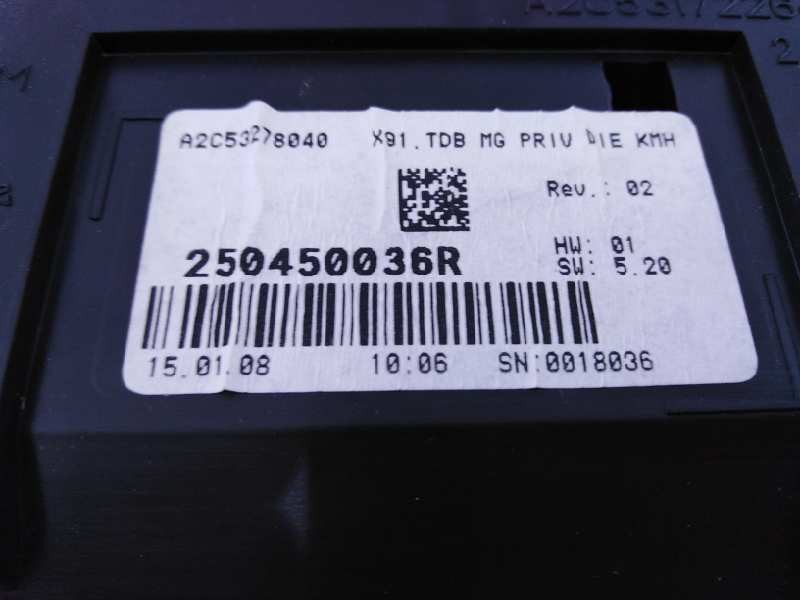 A2C53278040 X91.TDB MG PRIV DIE KMH
Rev.: 02
250450036R
HW: 01
SW: 5.20
15.01.08 10:06 SN:0018036